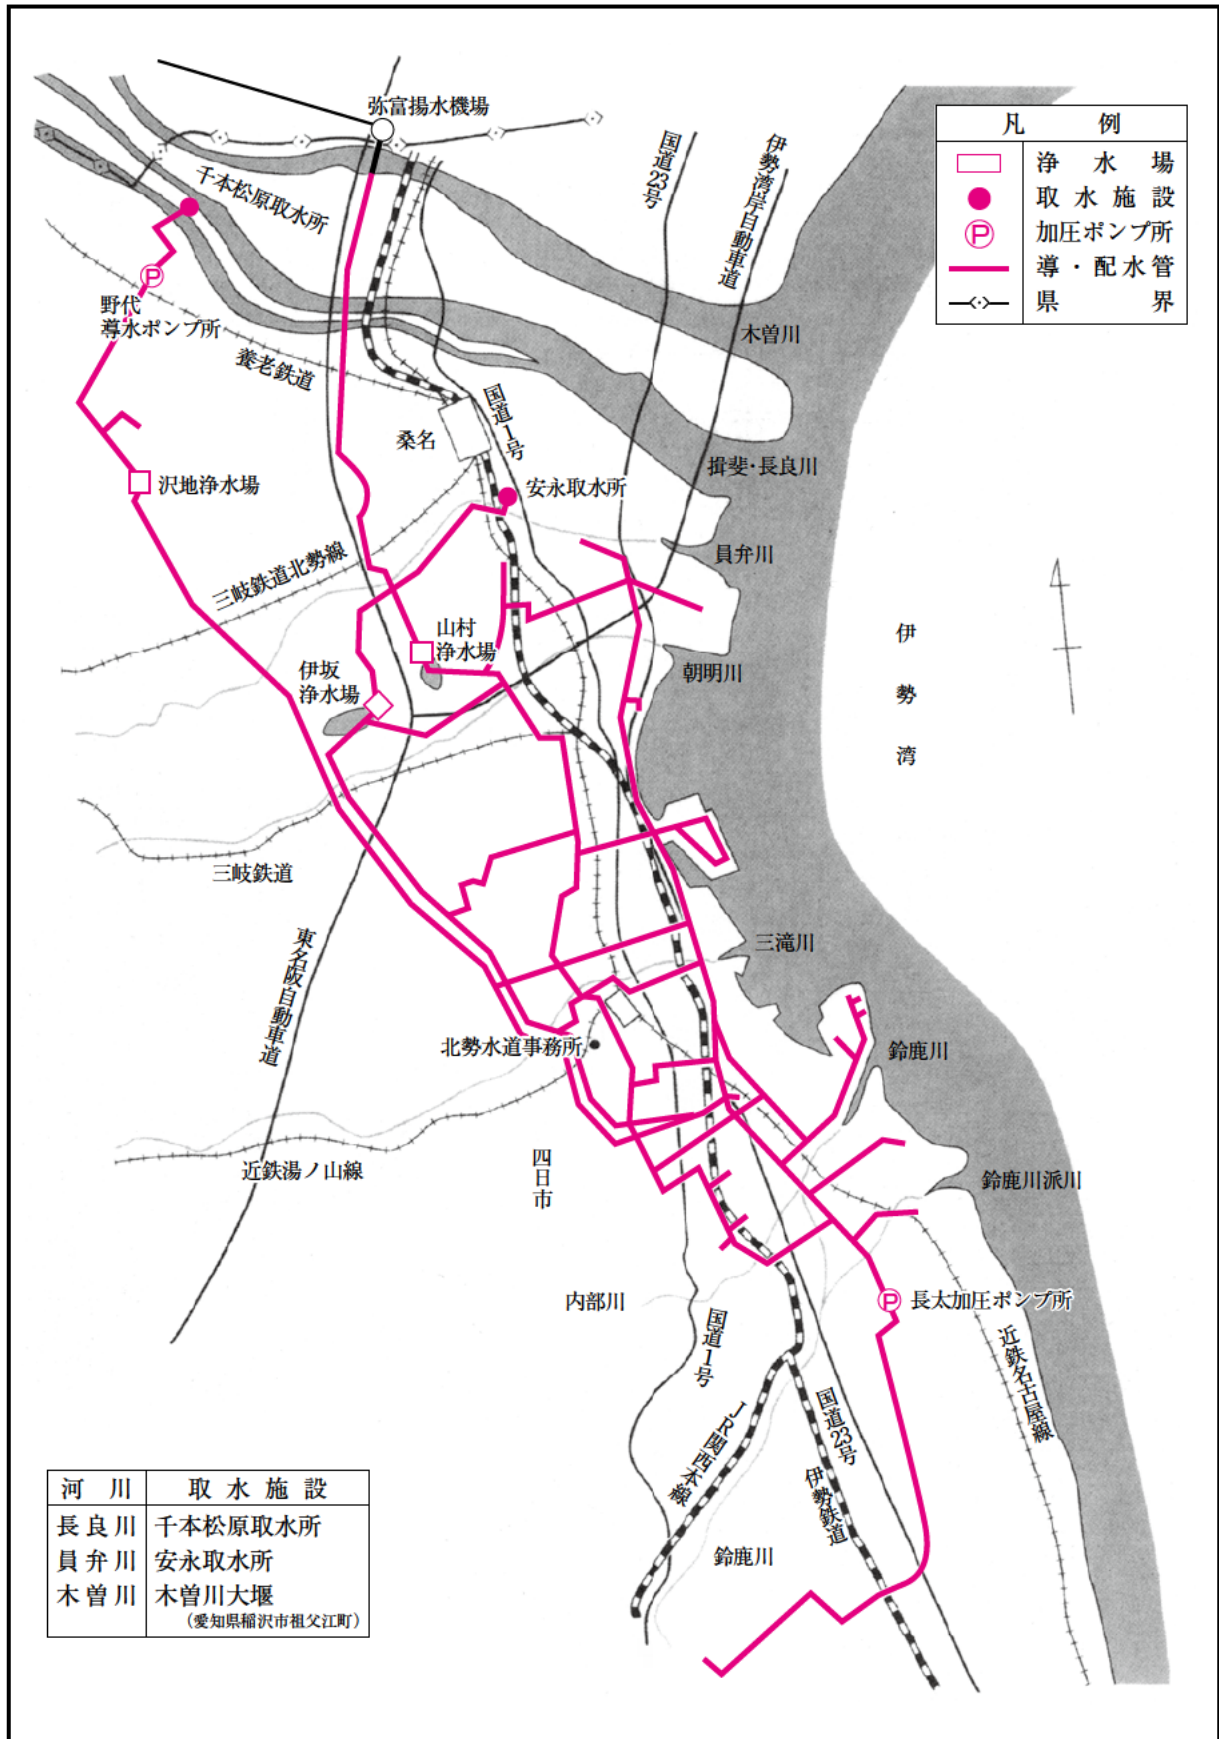 弥富揚水機場
国道23号
伊勢湾岸自動車道
凡例
浄水場
取水施設
Ⓟ 加圧ポンプ所
導・配水管
県界
千本松原取水所
Ⓟ
野代
導水ポンプ所
養老鉄道
木曽川
国道1号
桑名
揖斐・長良川
沢地浄水場
安永取水所
員弁川
三岐鉄道北勢線
山村
浄水場
伊坂
浄水場
朝明川
伊勢湾
三岐鉄道
東名阪自動車道
三滝川
北勢水道事務所
鈴鹿川
近鉄湯ノ山線
四日市
鈴鹿川派川
内部川
Ⓟ 長太加圧ポンプ所
国道1号
近鉄名古屋線
国道23号
JR関西本線
伊勢鉄道
鈴鹿川
河川 取水施設
長良川 千本松原取水所
員弁川 安永取水所
木曽川 木曽川大堰
（愛知県稲沢市祖父江町）